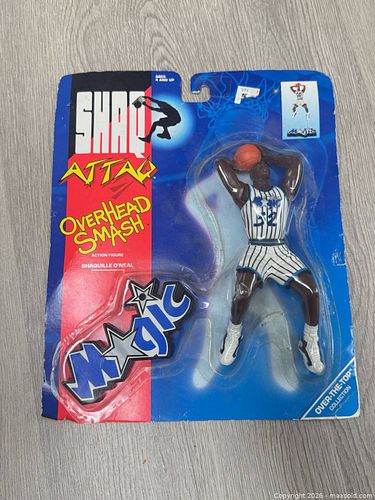 AGES
4 AND UP
SHAQ
ATTAQ
OVERHEAD
SMASH
ACTION FIGURE
SHAQUILLE O'NEAL
32
Magic
OVER-THE-TOP
COLLECTION
Copyright 2026 - maxsold.com